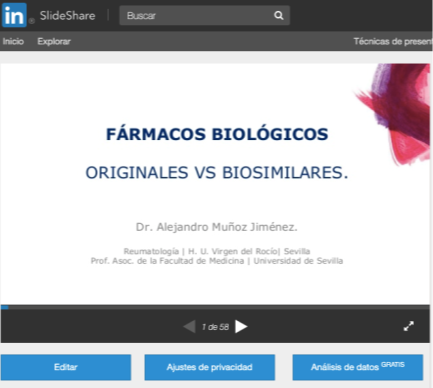 in® SlideShare Buscar
Inicio Explorar Técnicas de present
FÁRMACOS BIOLÓGICOS
ORIGINALES VS BIOSIMILARES.
Dr. Alejandro Muñoz Jiménez.
Reumatología | H. U. Virgen del Rocío| Sevilla
Prof. Asoc. de la Facultad de Medicina | Universidad de Sevilla
1 de 58
Editar Ajustes de privacidad Análisis de datos GRATIS